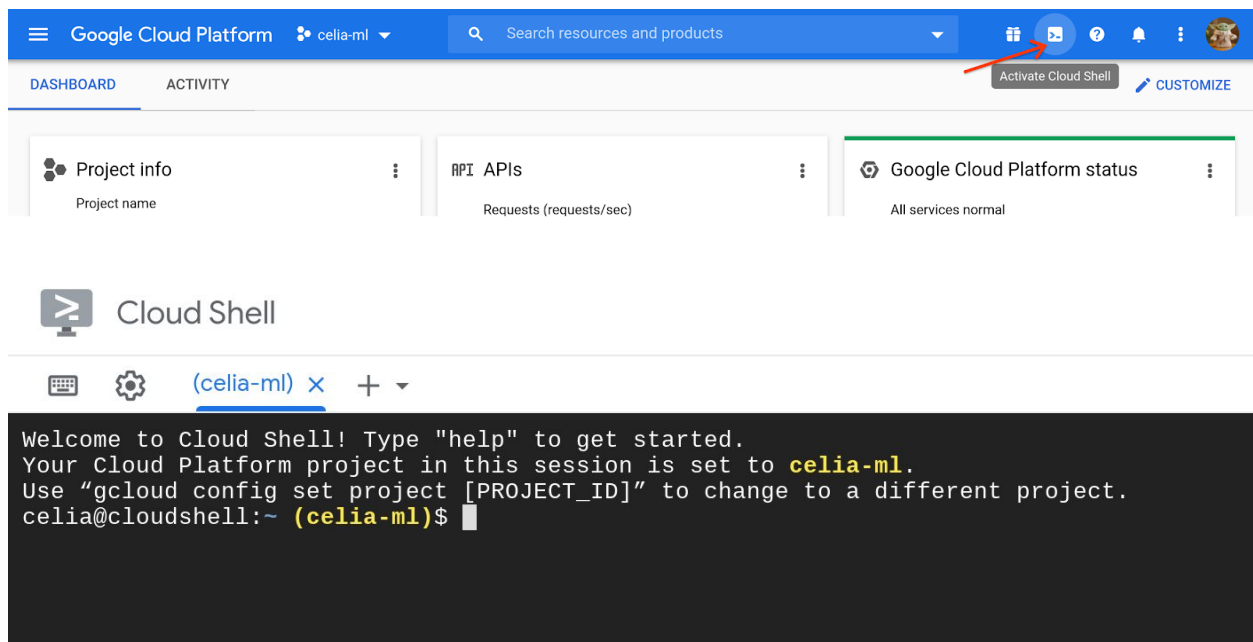 Google Cloud Platform celia-ml Search resources and products
DASHBOARD ACTIVITY Activate Cloud Shell CUSTOMIZE
Project info
Project name
API APIs
Requests (requests/sec)
Google Cloud Platform status
All services normal
Cloud Shell
(celia-ml)
Welcome to Cloud Shell! Type "help" to get started.
Your Cloud Platform project in this session is set to celia-ml.
Use “gcloud config set project [PROJECT_ID]” to change to a different project.
celia@cloudshell:~ (celia-ml)$